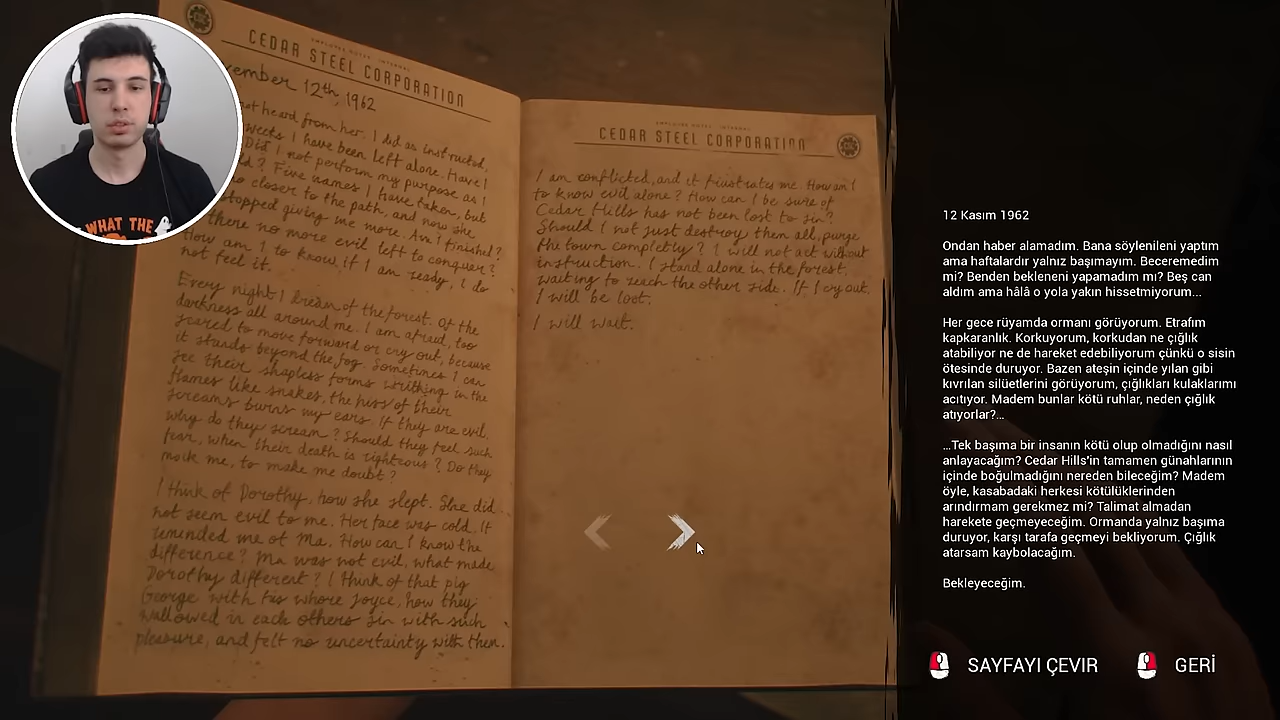 WHAT THE
EMPLOYEE NOTES - INTERNAL
CEDAR STEEL CORPORATION
vember 12th, 1962
ot heard from her. I did as instructed,
weeks I have been left alone. Have I
Did I not perform my purpose as I
d? Five names I have taken, but
o closer to the path, and now she
stopped giving me more. Am I finished?
there no more evil left to conquer?
How am I to know if I am ready, I do
not feel it.
Every night I dream of the forest. Of the
darkness all around me. I am afraid, too
scared to move forward or cry out, because
it stands beyond the fog. Sometimes I can
see their shapless forms writhing in the
flames like snakes, the hiss of their
screams burns my ears. If they are evil,
why do they scream? Should they feel such
fear, when their death is righteous? Do they
mock me, to make me doubt?
I think of Dorothy, how she slept. She did
not seem evil to me. Her face was cold. It
reminded me of Ma. How can I know the
difference? Ma was not evil, what made
Dorothy different? I think of that pig
George with his whore Joyce, how they
wallowed in each others sin with such
pleasure, and felt no uncertainty with them.
EMPLOYEE NOTES - INTERNAL
CEDAR STEEL CORPORATION
I am conflicted, and it frustrates me. How am I
to know evil alone? How can I be sure of
Cedar Hills has not been lost to sin?
Should I not just destroy them all, purge
the town completly? I will not act without
instruction. I stand alone in the forest,
waiting to reach the other side. If I cry out,
I will be lost.
I will wait.
12 Kasım 1962
Ondan haber alamadım. Bana söylenileni yaptım
ama haftalardır yalnız başımayım. Beceremedim
mi? Benden bekleneni yapamadım mı? Beş can
aldım ama hâlâ o yola yakın hissetmiyorum...
Her gece rüyamda ormanı görüyorum. Etrafım
kapkaranlık. Korkuyorum, korkudan ne çığlık
atabiliyor ne de hareket edebiliyorum çünkü o sisin
ötesinde duruyor. Bazen ateşin içinde yılan gibi
kıvrılan silüetlerini görüyorum, çığlıkları kulaklarımı
acıtıyor. Madem bunlar kötü ruhlar, neden çığlık
atıyorlar?...
...Tek başıma bir insanın kötü olup olmadığını nasıl
anlayacağım? Cedar Hills'in tamamen günahlarının
içinde boğulmadığını nereden bileceğim? Madem
öyle, kasabadaki herkesi kötülüklerinden
arındırmam gerekmez mi? Talimat almadan
harekete geçmeyeceğim. Ormanda yalnız başıma
duruyor, karşı tarafa geçmeyi bekliyorum. Çığlık
atarsam kaybolacağım.
Bekleyeceğim.
SAYFAYI ÇEVIR
GERİ